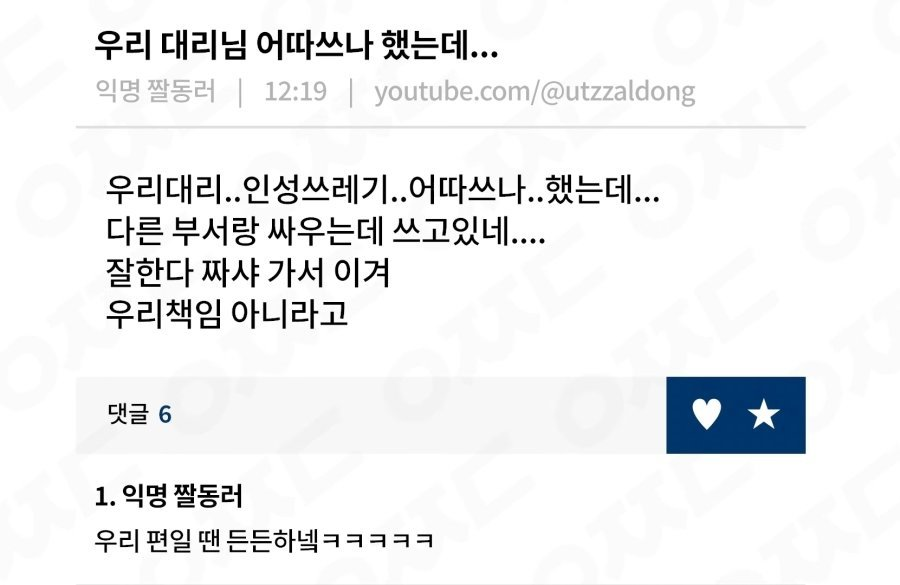 우리 대리님 어따쓰나 했는데...
익명 짤동러 | 12:19 | youtube.com/@utzzaldong
우리대리..인성쓰레기..어따쓰나..했는데...
다른 부서랑 싸우는데 쓰고있네....
잘한다 짜샤 가서 이겨
우리책임 아니라고
댓글 6
1. 익명 짤동러
우리 편일 땐 든든하넼ㅋㅋㅋㅋㅋ